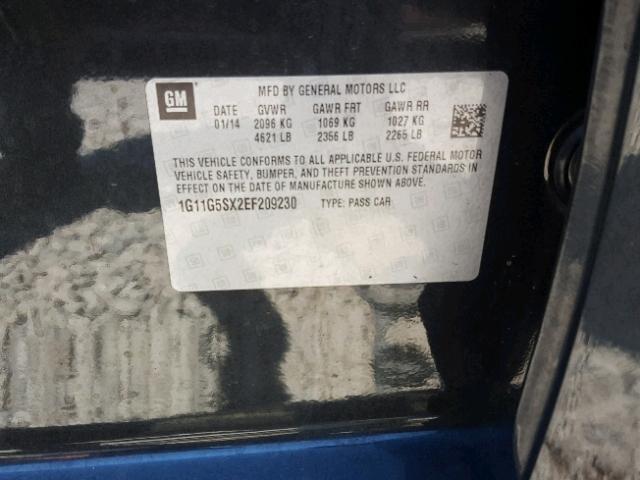 GM
MFD BY GENERAL MOTORS LLC
DATE GVWR GAWR FRT GAWR RR
01/14 2096 KG 1069 KG 1027 KG
4621 LB 2356 LB 2265 LB
THIS VEHICLE CONFORMS TO ALL APPLICABLE U.S. FEDERAL MOTOR
VEHICLE SAFETY, BUMPER, AND THEFT PREVENTION STANDARDS IN
EFFECT ON THE DATE OF MANUFACTURE SHOWN ABOVE.
1G11G5SX2EF209230 TYPE: PASS CAR